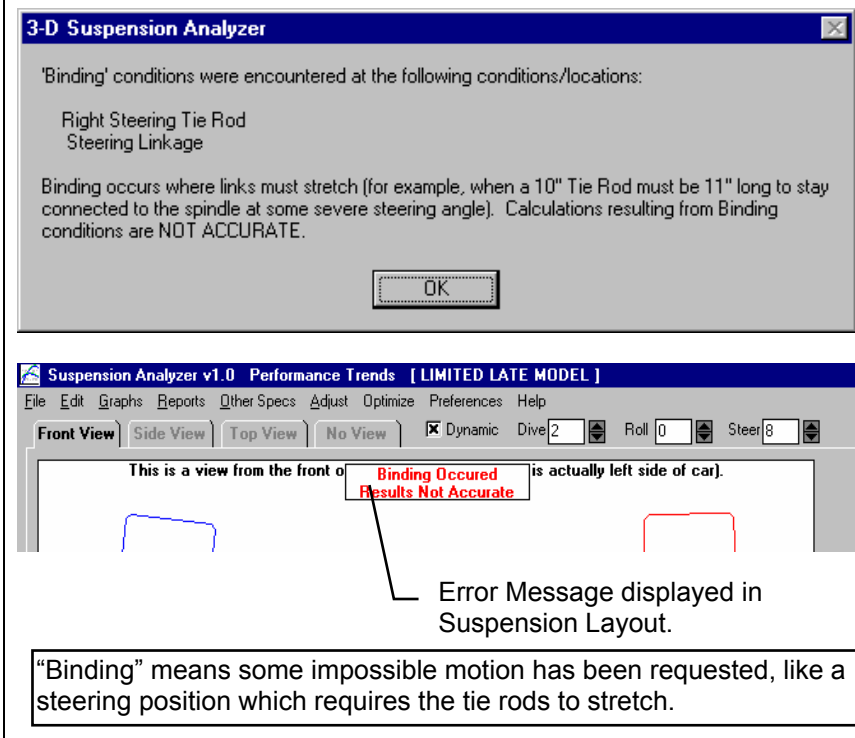 3-D Suspension Analyzer
'Binding' conditions were encountered at the following conditions/locations:
Right Steering Tie Rod
Steering Linkage
Binding occurs where links must stretch (for example, when a 10" Tie Rod must be 11" long to stay
connected to the spindle at some severe steering angle). Calculations resulting from Binding
conditions are NOT ACCURATE.
OK
Suspension Analyzer v1.0 Performance Trends [ LIMITED LATE MODEL ]
File Edit Graphs Reports Other Specs Adjust Optimize Preferences Help
Front View Side View Top View No View Dynamic Dive 2 Roll 0 Steer 8
This is a view from the front o Binding Occured is actually left side of car).
Results Not Accurate
Error Message displayed in
Suspension Layout.
“Binding” means some impossible motion has been requested, like a
steering position which requires the tie rods to stretch.